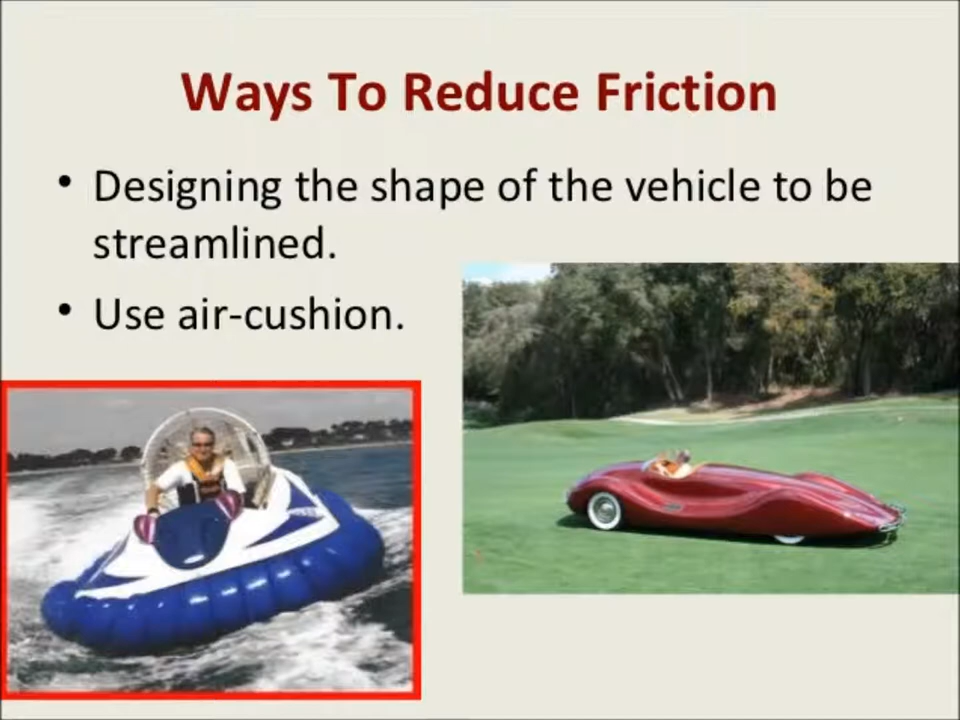 Ways To Reduce Friction
• Designing the shape of the vehicle to be
streamlined.
• Use air-cushion.